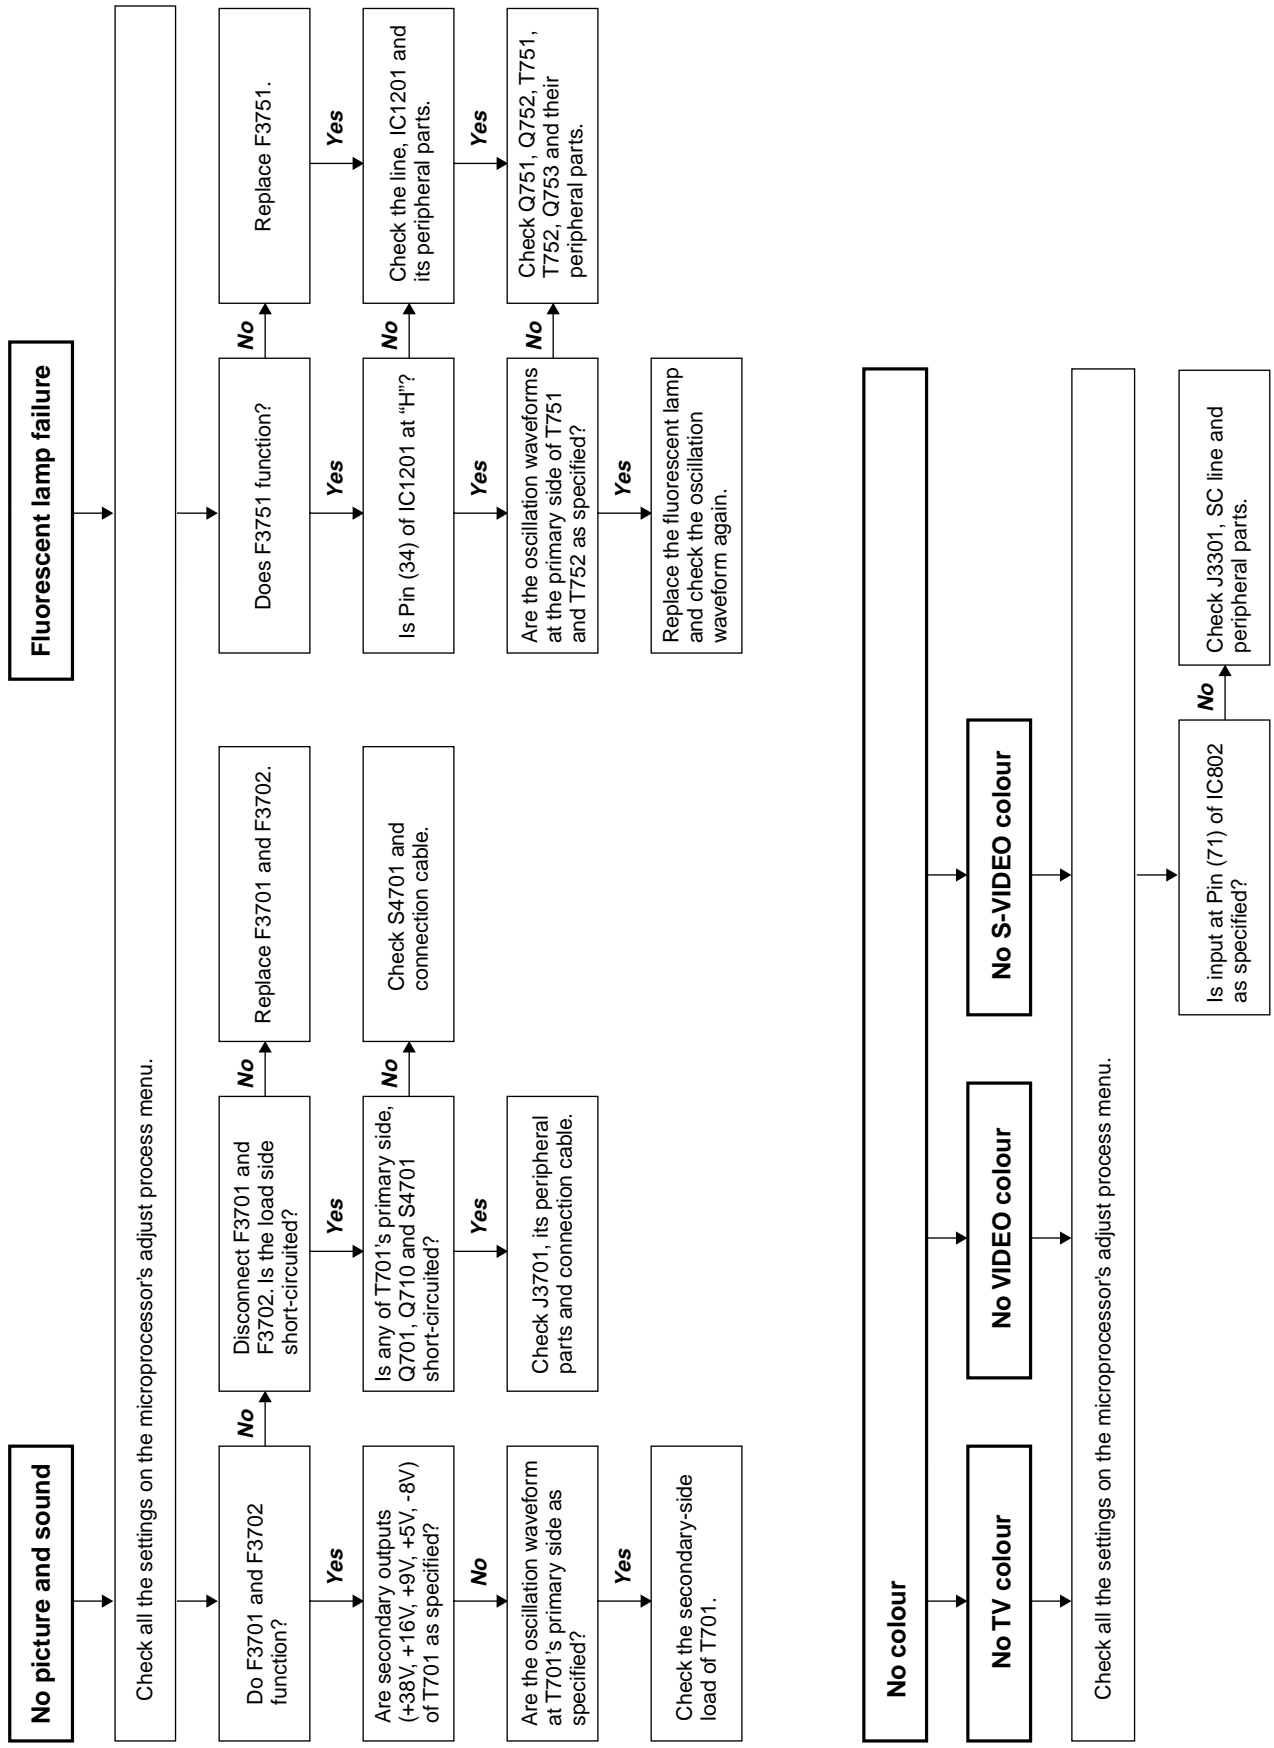 No picture and sound
Fluorescent lamp failure
Check all the settings on the microprocessor's adjust process menu.
Do F3701 and F3702
function?
No
Disconnect F3701 and
F3702. Is the load side
short-circuited?
No
Replace F3701 and F3702.
Does F3751 function?
No
Replace F3751.
Yes
Yes
Yes
Yes
Are secondary outputs
(+38V, +16V, +9V, +5V, -8V)
of T701 as specified?
Is any of T701's primary side,
Q701, Q710 and S4701
short-circuited?
No
Check S4701 and
connection cable.
Is Pin (34) of IC1201 at “H”?
No
Check the line, IC1201 and
its peripheral parts.
No
Yes
Yes
Yes
Are the oscillation waveform
at T701's primary side as
specified?
Check J3701, its peripheral
parts and connection cable.
Are the oscillation waveforms
at the primary side of T751
and T752 as specified?
No
Check Q751, Q752, T751,
T752, Q753 and their
peripheral parts.
Yes
Yes
Check the secondary-side
load of T701.
Replace the fluorescent lamp
and check the oscillation
waveform again.
No colour
No TV colour
No VIDEO colour
No S-VIDEO colour
Check all the settings on the microprocessor's adjust process menu.
Is input at Pin (71) of IC802
as specified?
No
Check J3301, SC line and
peripheral parts.